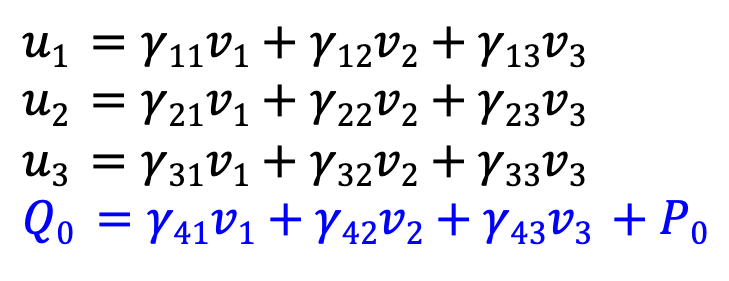 u₁ = γ₁₁v₁ + γ₁₂v₂ + γ₁₃v₃
u₂ = γ₂₁v₁ + γ₂₂v₂ + γ₂₃v₃
u₃ = γ₃₁v₁ + γ₃₂v₂ + γ₃₃v₃
Q₀ = γ₄₁v₁ + γ₄₂v₂ + γ₄₃v₃ + P₀